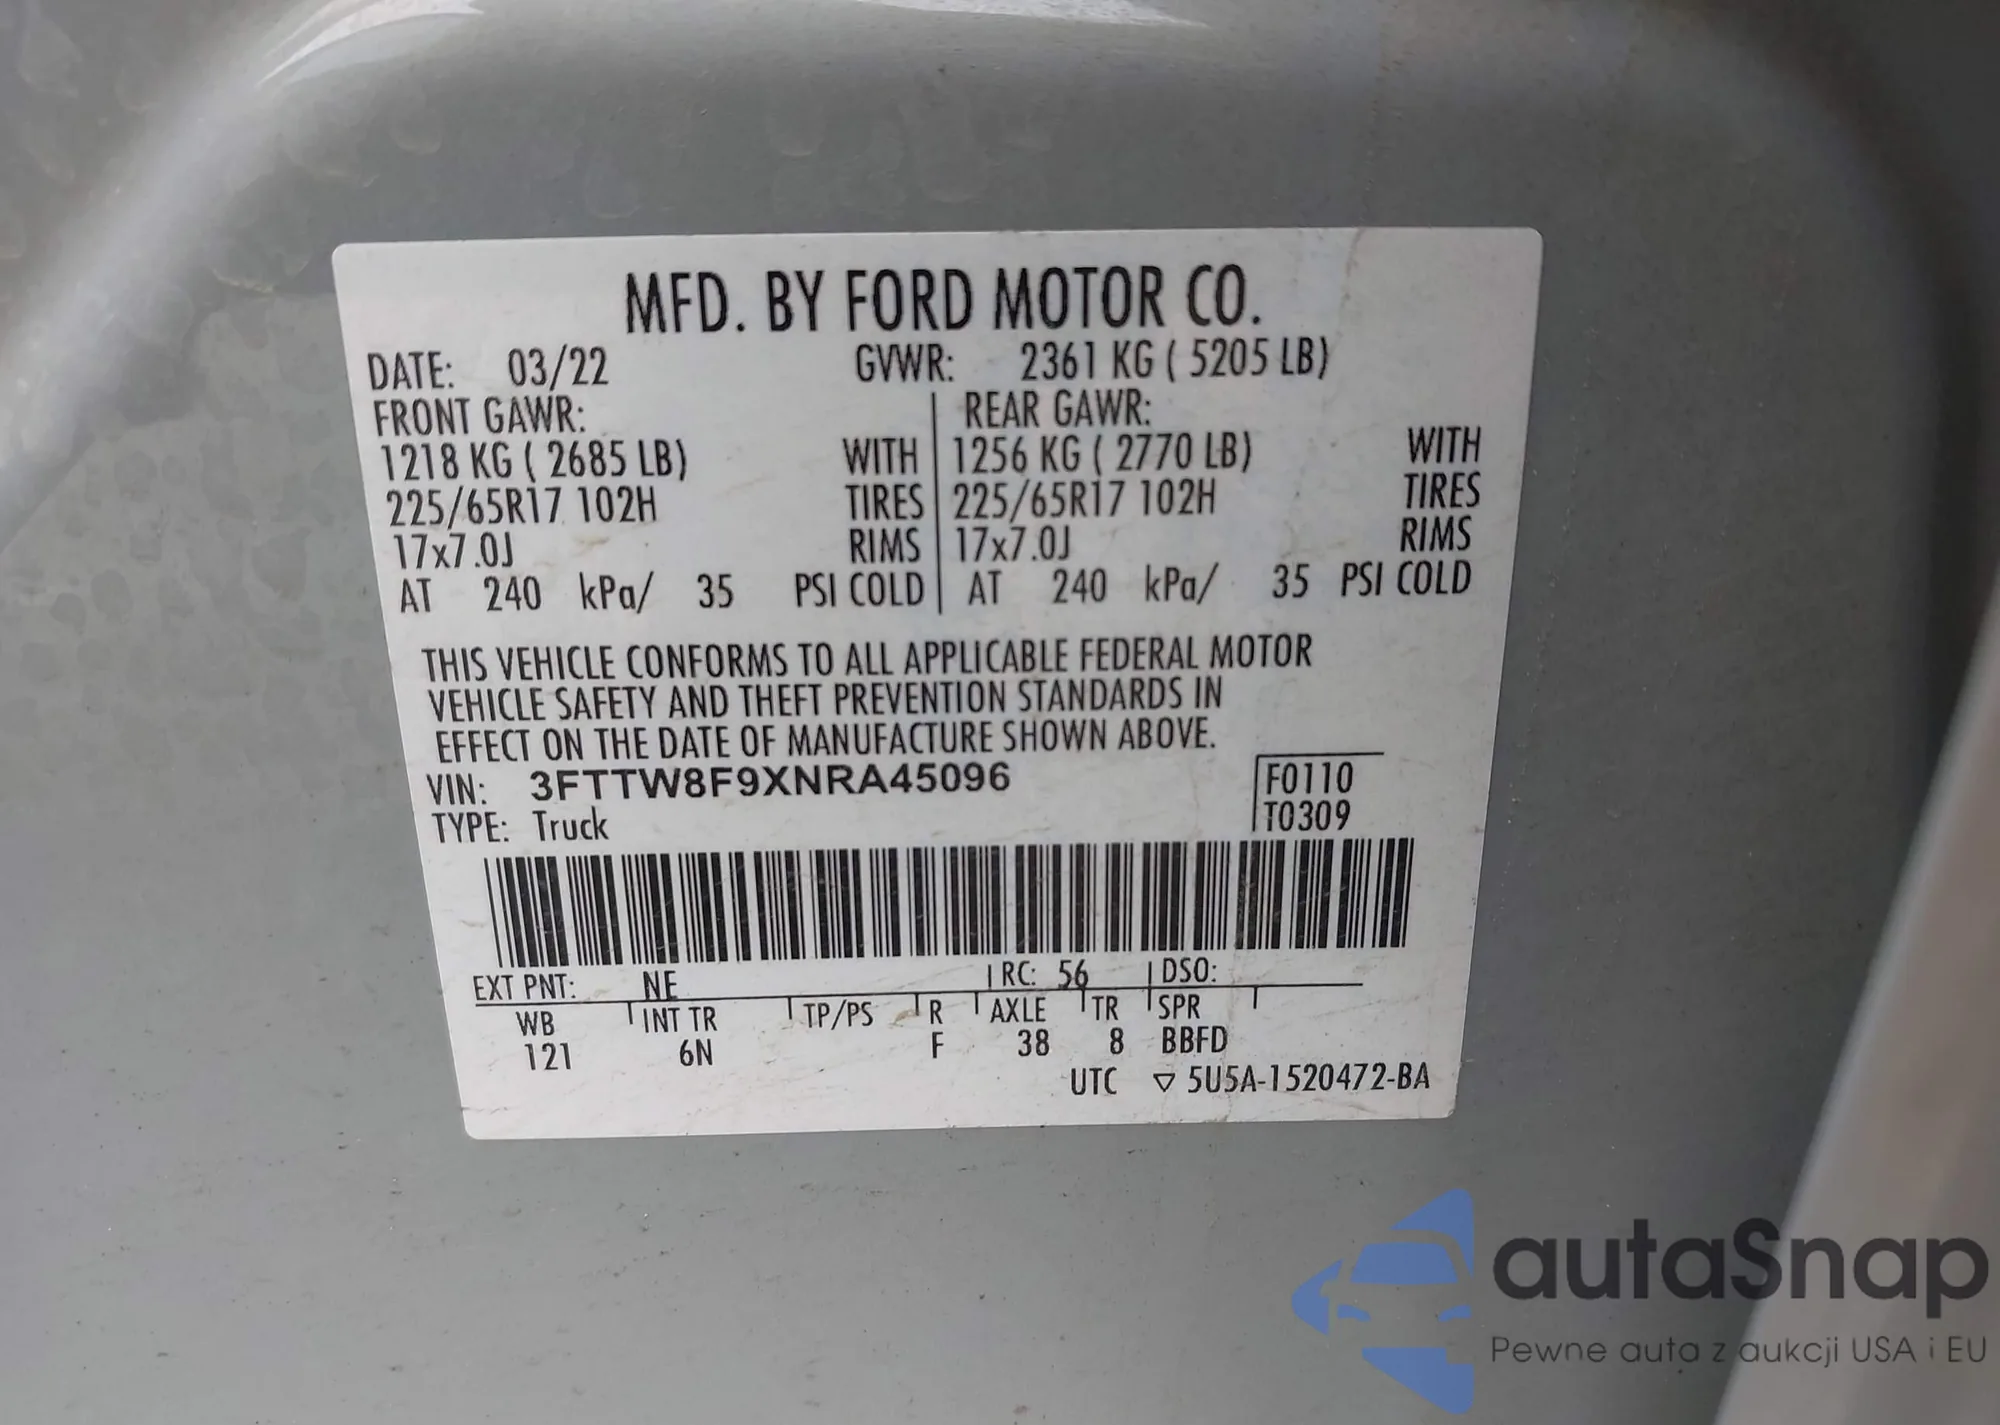 MFD. BY FORD MOTOR CO.
DATE: 03/22 GVWR: 2361 KG ( 5205 LB)
FRONT GAWR: REAR GAWR:
1218 KG ( 2685 LB) WITH 1256 KG ( 2770 LB) WITH
225/65R17 102H TIRES 225/65R17 102H TIRES
17x7.0J RIMS 17x7.0J RIMS
AT 240 kPa/ 35 PSI COLD AT 240 kPa/ 35 PSI COLD
THIS VEHICLE CONFORMS TO ALL APPLICABLE FEDERAL MOTOR
VEHICLE SAFETY AND THEFT PREVENTION STANDARDS IN
EFFECT ON THE DATE OF MANUFACTURE SHOWN ABOVE.
VIN: 3FTTW8F9XNRA45096 F0110
TYPE: Truck T0309
EXT PNT: NE RC: 56 DSO:
WB INT TR TP/PS R AXLE TR SPR
121 6N F 38 8 BBFD
UTC ▽ 5U5A-1520472-BA
autaSnap
Pewne auta z aukcji USA i EU